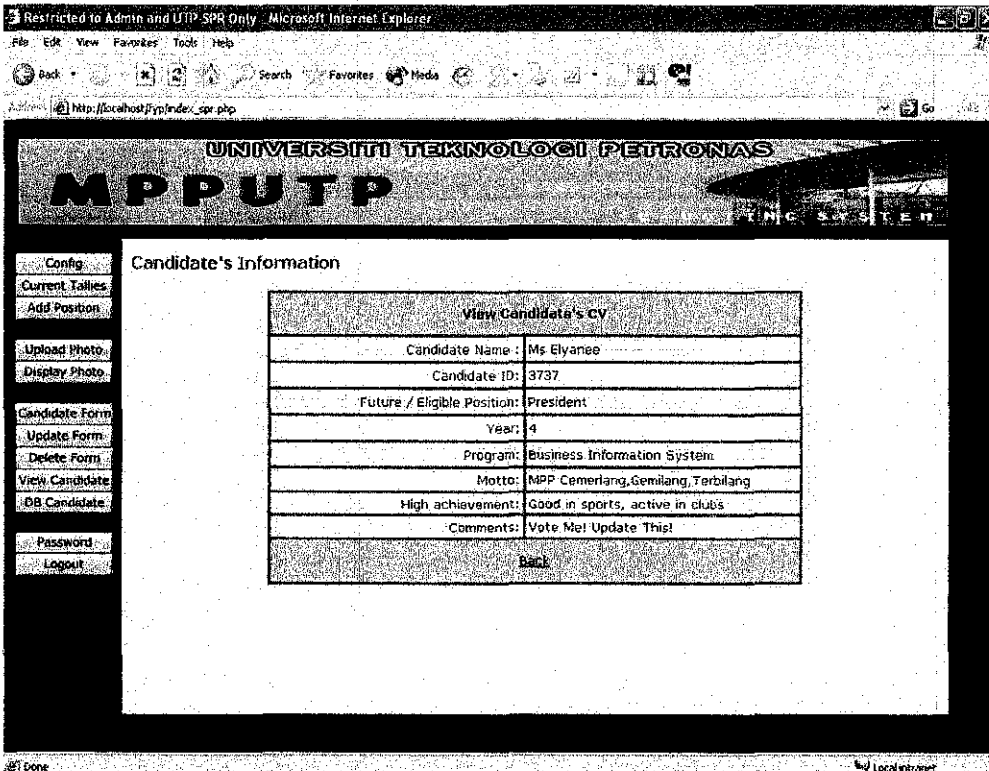 Restricted to Admin and UTP-SPR Only - Microsoft Internet Explorer
File Edit View Favorites Tools Help
Back Search Favorites Media
http://localhost/fyp/index_spr.php Go
UNIVERSITI TEKNOLOGI PETRONAS
MPPUTP
SYSTEM
Config
Current Tallies
Add Position
Upload Photo
Display Photo
Candidate Form
Update Form
Delete Form
View Candidate
DB Candidate
Password
Logout
Candidate's Information
View Candidate's CV
Candidate Name : Ms Elyanee
Candidate ID: 3737
Future / Eligible Position: President
Year: 4
Program: Business Information System
Motto: MPP Cemerlang,Gemilang,Terbilang
High achievement: Good in sports, active in clubs
Comments: Vote Me! Update This!
Back
Done Local intranet